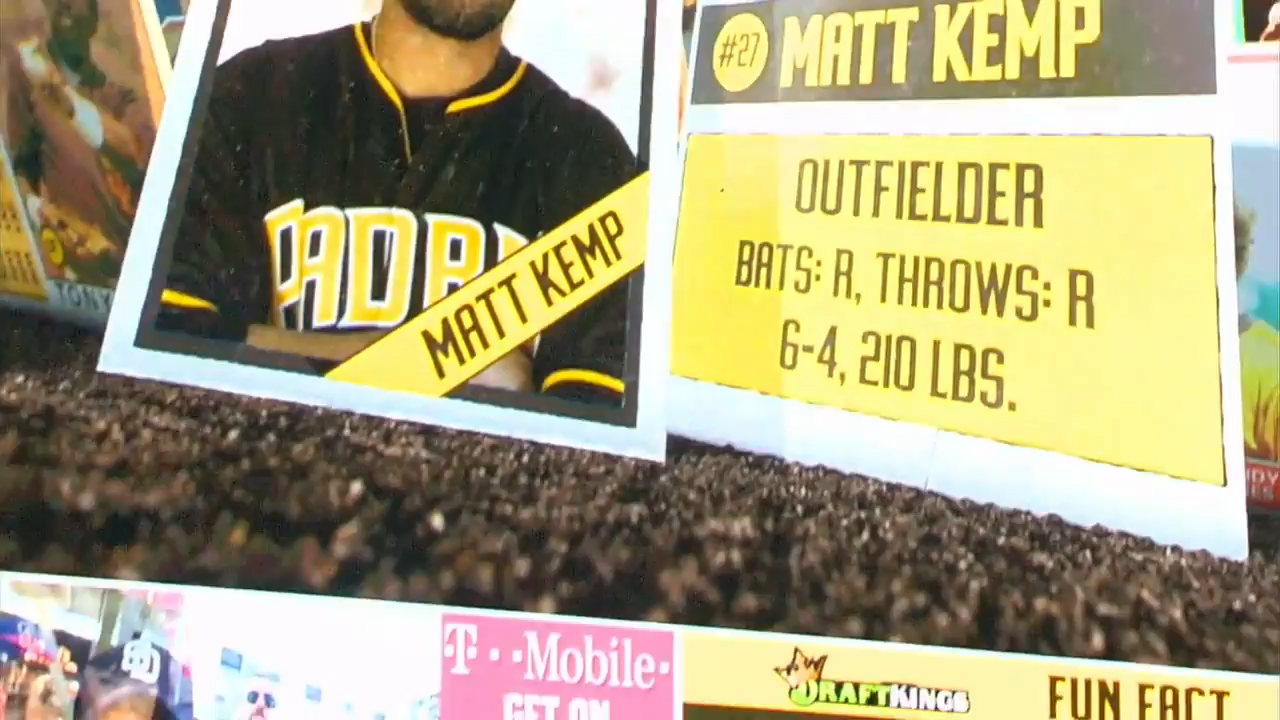 #27 MATT KEMP
OUTFIELDER
BATS: R, THROWS: R
6-4, 210 LBS.
PADR
MATT KEMP
TONY
T··Mobile·
GET ON
DRAFTKINGS
FUN FACT